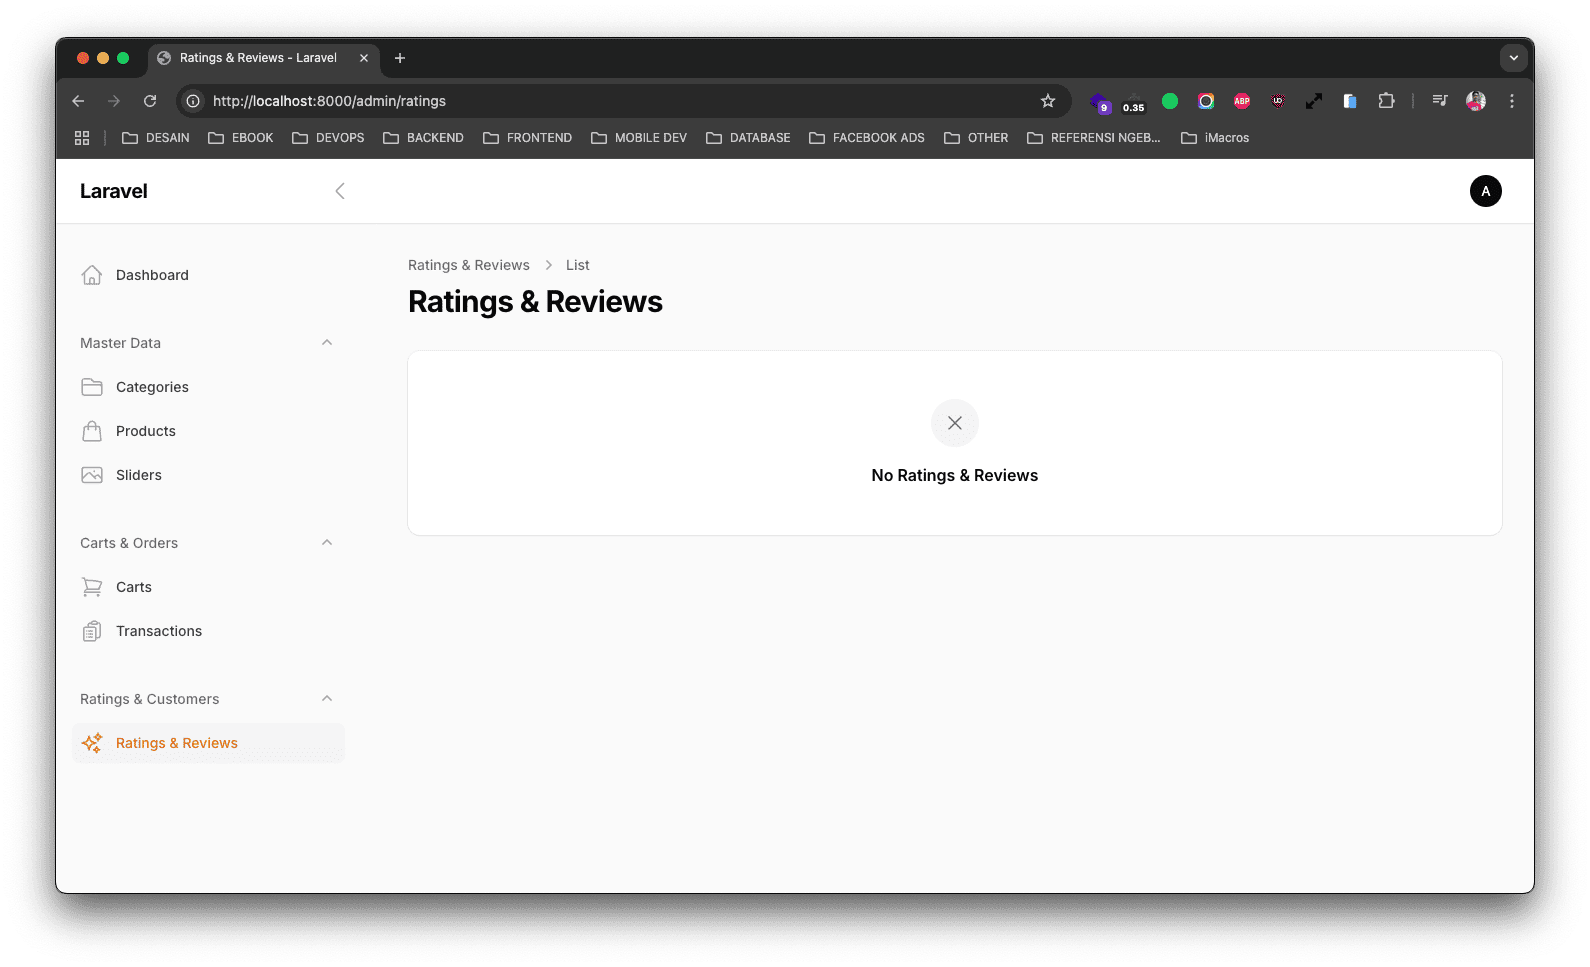 Ratings & Reviews - Laravel
http://localhost:8000/admin/ratings
9
0.35
ABP
UD
DESAIN EBOOK DEVOPS BACKEND FRONTEND MOBILE DEV DATABASE FACEBOOK ADS OTHER REFERENSI NGEB... iMacros
Laravel
A
Dashboard
Master Data
Categories
Products
Sliders
Carts & Orders
Carts
Transactions
Ratings & Customers
Ratings & Reviews
Ratings & Reviews > List
Ratings & Reviews
No Ratings & Reviews